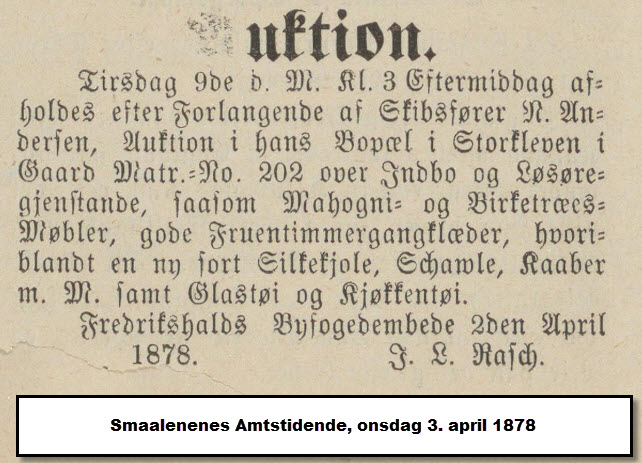 Auktion.
Tirsdag 9de d. M. Kl. 3 Eftermiddag af-
holdes efter Forlangende af Skibsfører N. An-
dersen, Auktion i hans Bopæl i Storkleven i
Gaard Matr.-No. 202 over Indbo og Løsøre-
gjenstande, saasom Mahogni- og Birketræes-
Møbler, gode Fruentimmergangklæder, hvori-
blandt en ny sort Silkekjole, Schawle, Kaaber
m. M. samt Glastøi og Kjøkkentøi.
Fredrikshalds Byfogedembede 2den April
1878. J. L. Rasch.
Smaalenenes Amtstidende, onsdag 3. april 1878